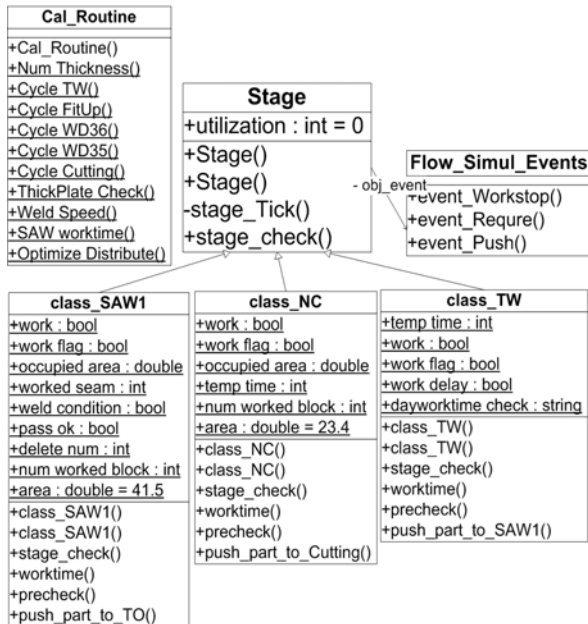 Cal_Routine
+Cal_Routine()
+Num Thickness()
+Cycle TW()
+Cycle FitUp()
+Cycle WD36()
+Cycle WD35()
+Cycle Cutting()
+ThickPlate Check()
+Weld Speed()
+SAW worktime()
+Optimize Distribute()
Stage
+utilization : int = 0
+Stage()
+Stage()
-stage_Tick()
+stage_check()
- obj_event
Flow_Simul_Events
+event_Workstop()
+event_Requre()
+event_Push()
class_SAW1
+work : bool
+work flag : bool
+occupied area : double
+worked seam : int
+weld condition : bool
+pass ok : bool
+delete num : int
+num worked block : int
+area : double = 41.5
+class_SAW1()
+class_SAW1()
+stage_check()
+worktime()
+precheck()
+push_part_to_TO()
class_NC
+work : bool
+work flag : bool
+occupied area : double
+temp time : int
+num worked block : int
+area : double = 23.4
+class_NC()
+class_NC()
+stage_check()
+worktime()
+precheck()
+push_part_to_Cutting()
class_TW
+temp time : int
+work : bool
+work flag : bool
+work delay : bool
+dayworktime check : string
+class_TW()
+class_TW()
+stage_check()
+worktime()
+precheck()
+push_part_to_SAW1()